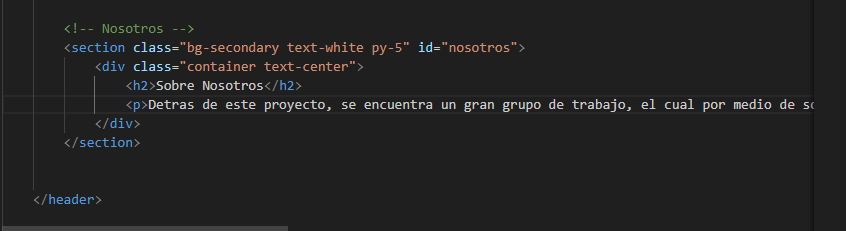 <!-- Nosotros -->
<section class="bg-secondary text-white py-5" id="nosotros">
<div class="container text-center">
<h2>Sobre Nosotros</h2>
<p>Detras de este proyecto, se encuentra un gran grupo de trabajo, el cual por medio de
</div>
</section>
</header>